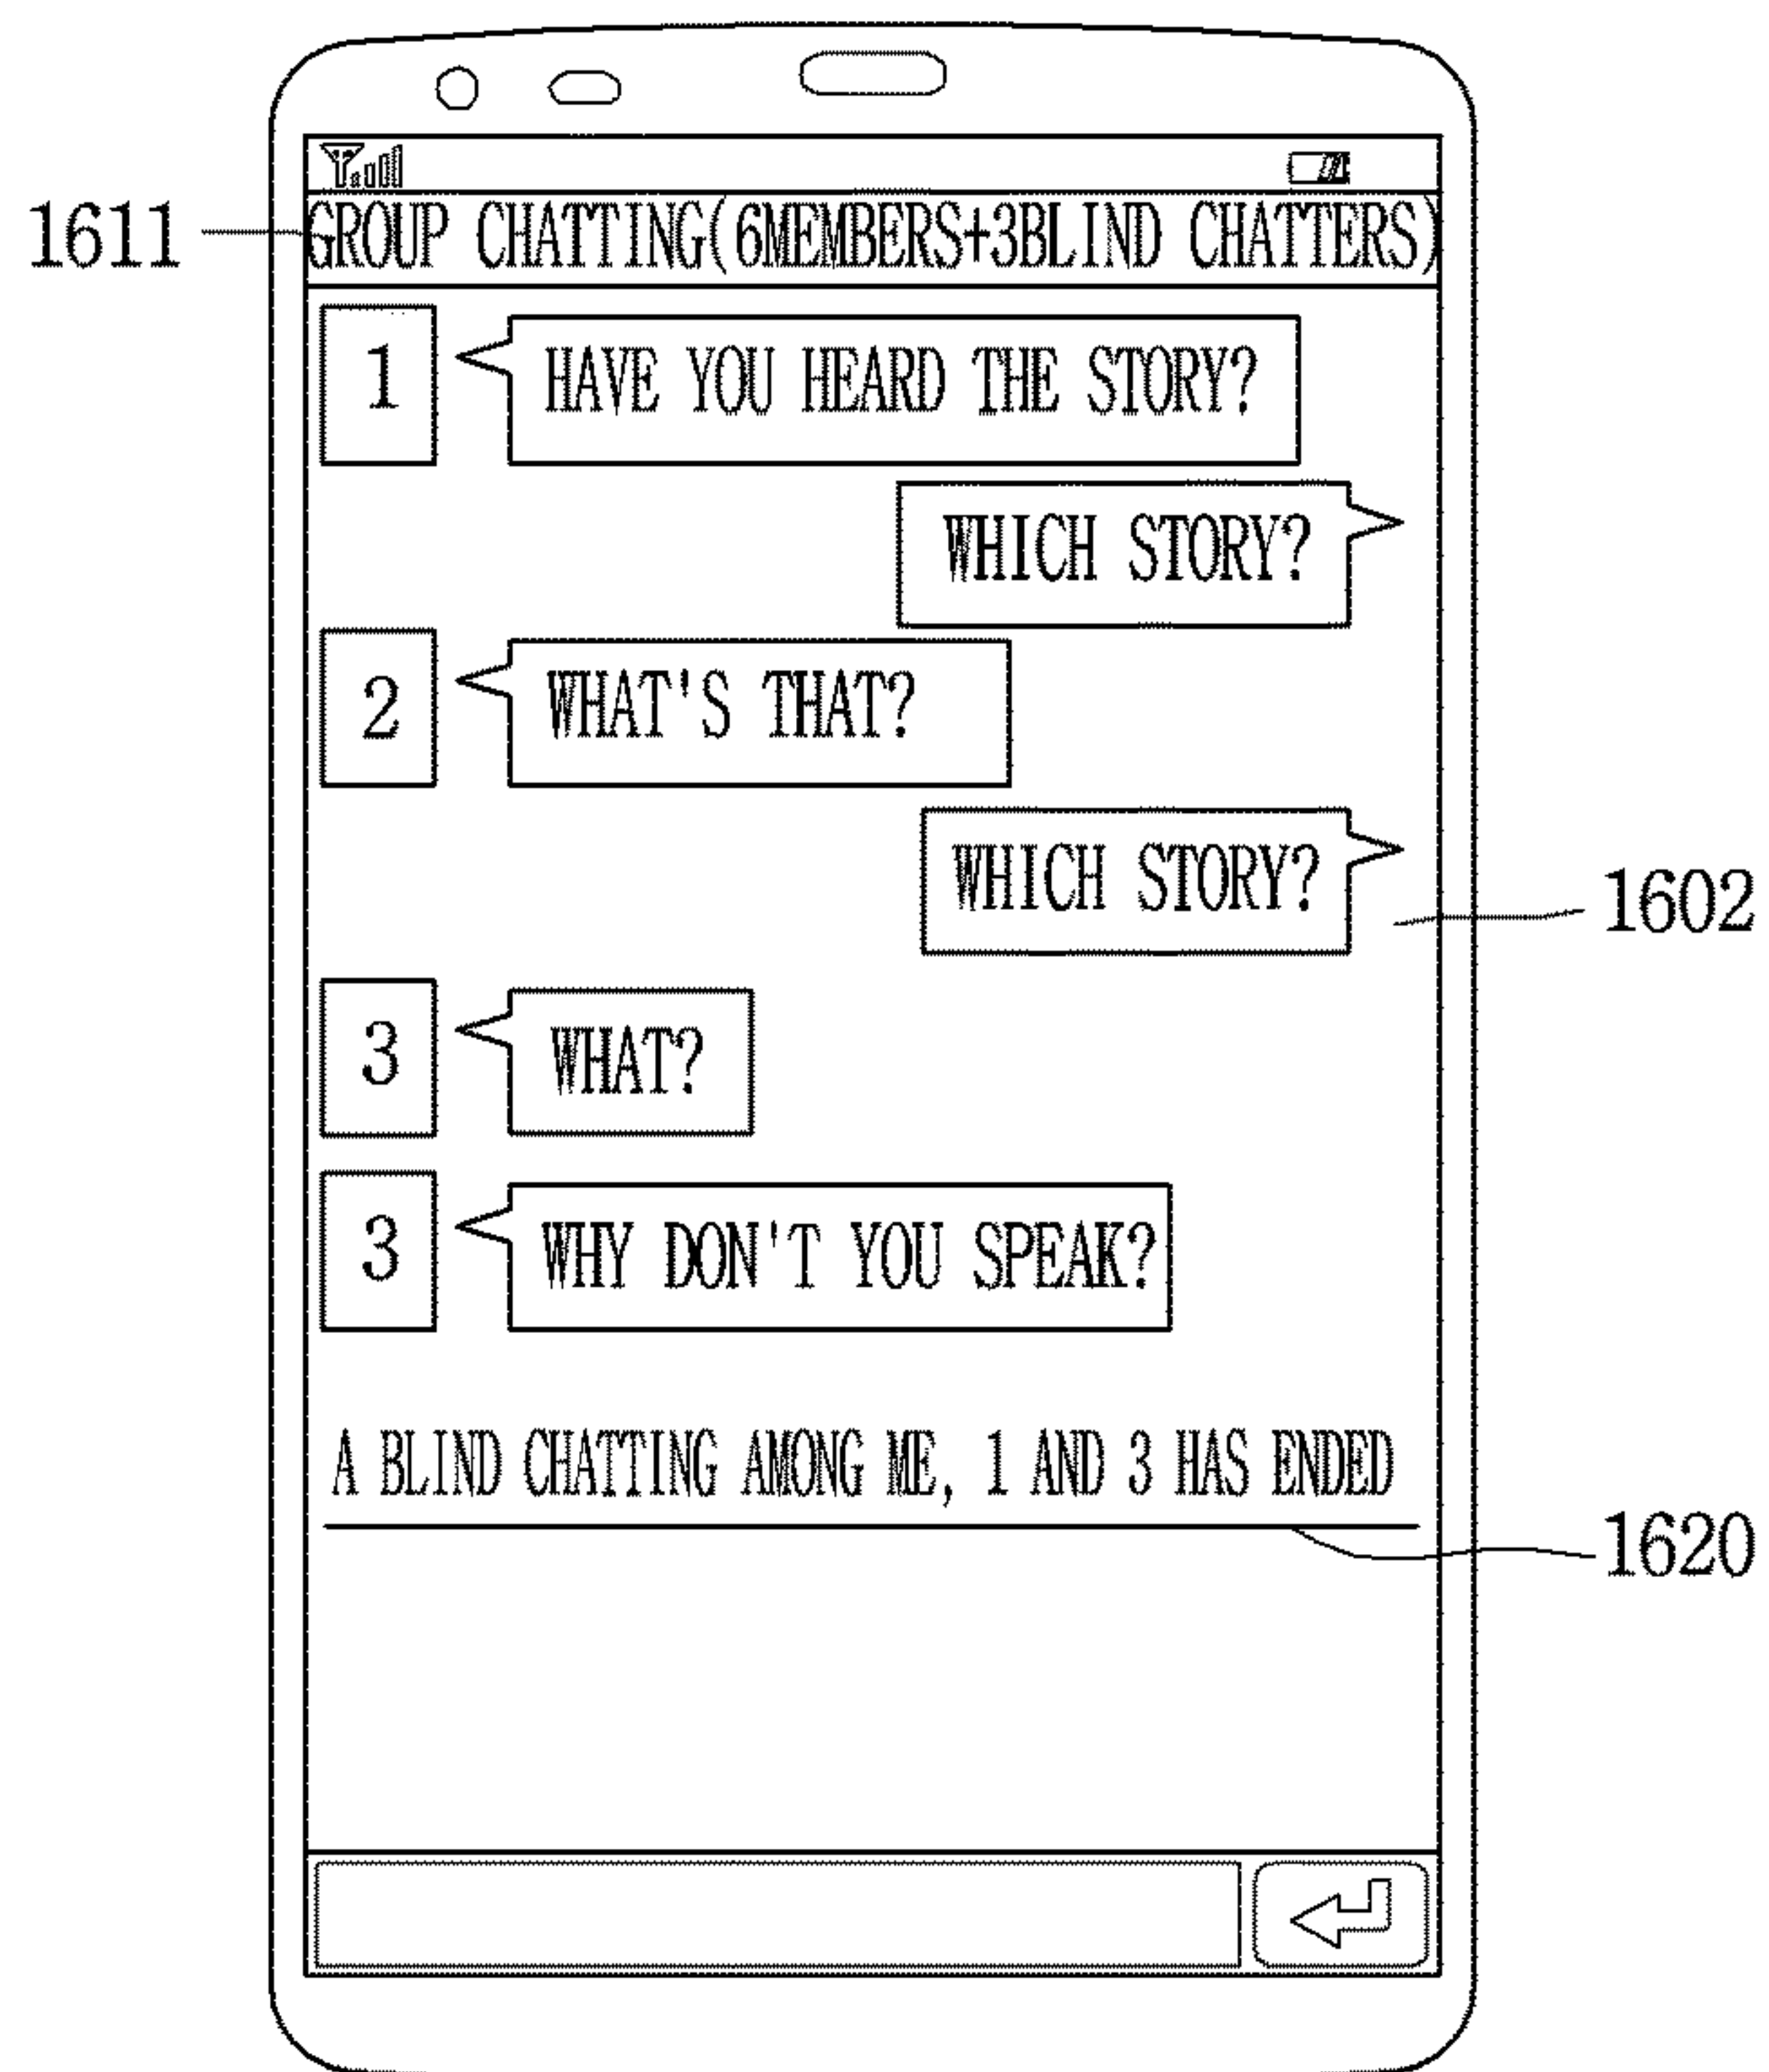 1611
GROUP CHATTING(6MEMBERS+3BLIND CHATTERS)
1
HAVE YOU HEARD THE STORY?
WHICH STORY?
2
WHAT'S THAT?
WHICH STORY?
1602
3
WHAT?
3
WHY DON'T YOU SPEAK?
A BLIND CHATTING AMONG ME, 1 AND 3 HAS ENDED
1620